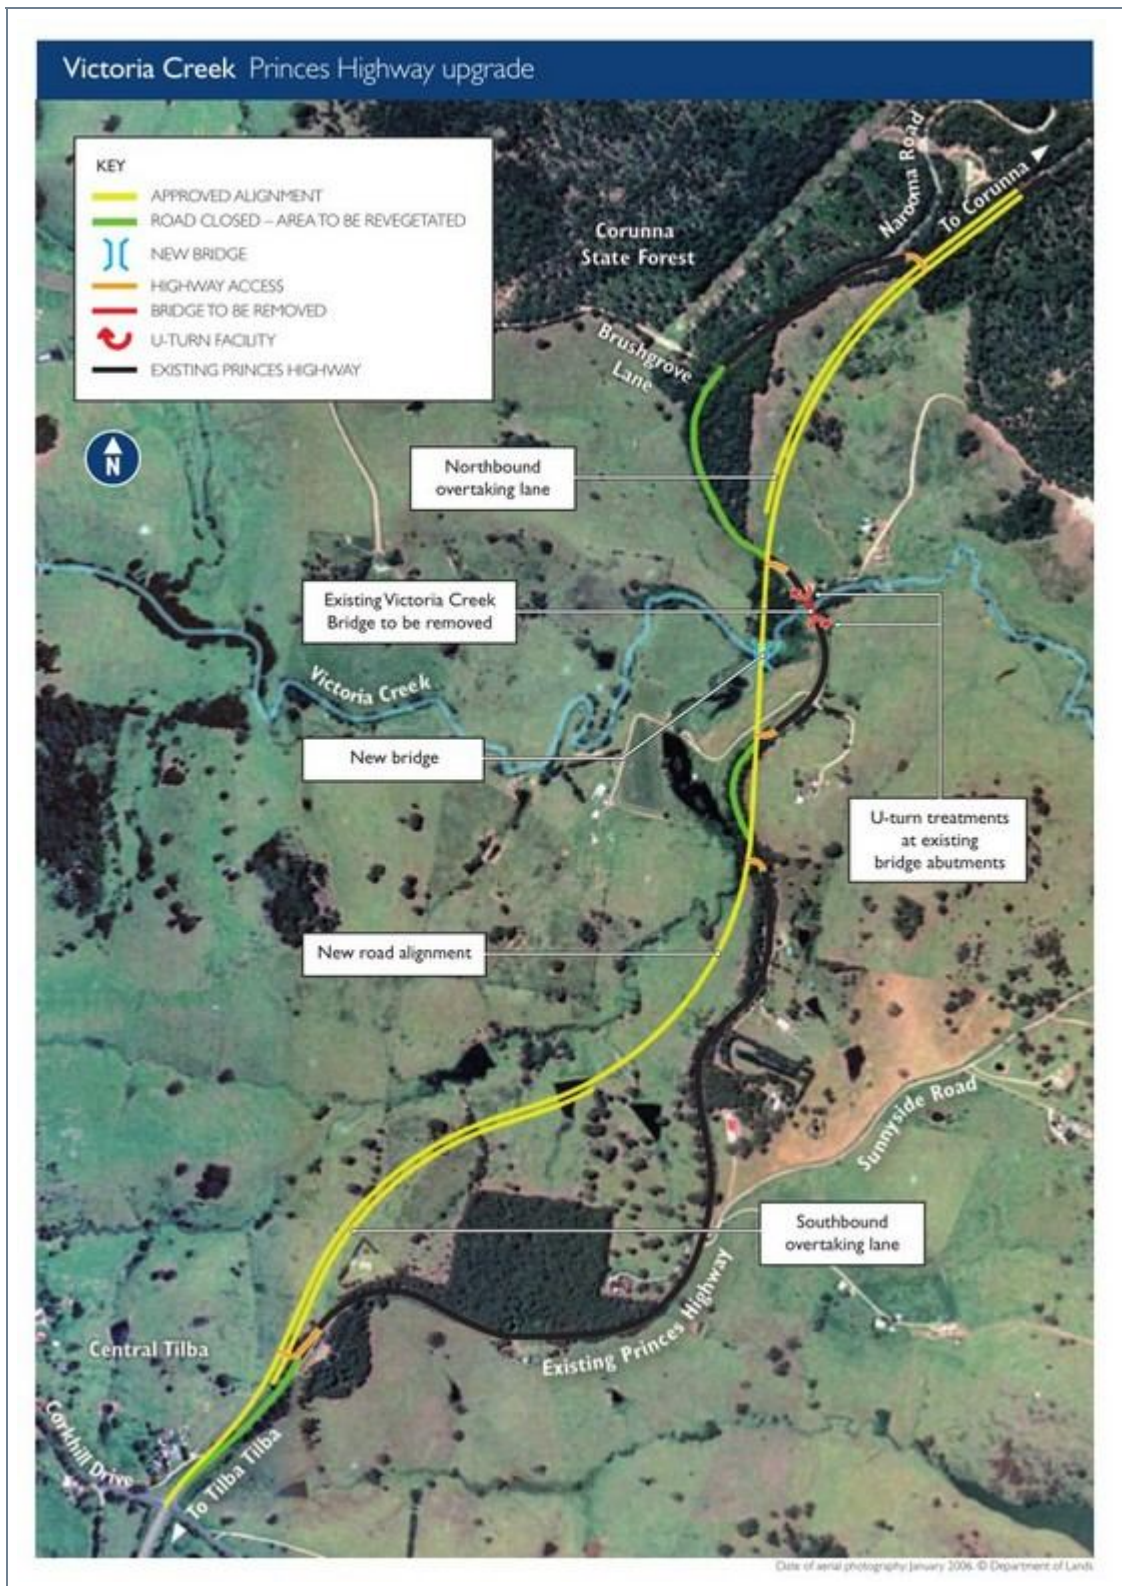 Victoria Creek Princes Highway upgrade
KEY
APPROVED ALIGNMENT
ROAD CLOSED – AREA TO BE REVEGETATED
NEW BRIDGE
HIGHWAY ACCESS
BRIDGE TO BE REMOVED
U-TURN FACILITY
EXISTING PRINCES HIGHWAY
N
Narooma Road
To Corunna
Corunna
State Forest
Brushgrove
Lane
Northbound
overtaking lane
Existing Victoria Creek
Bridge to be removed
Victoria Creek
New bridge
U-turn treatments
at existing
bridge abutments
New road alignment
Sunnyside Road
Southbound
overtaking lane
Existing Princes Highway
Central Tilba
Corkhill Drive
To Tilba Tilba
Date of aerial photography: January 2006. © Department of Lands